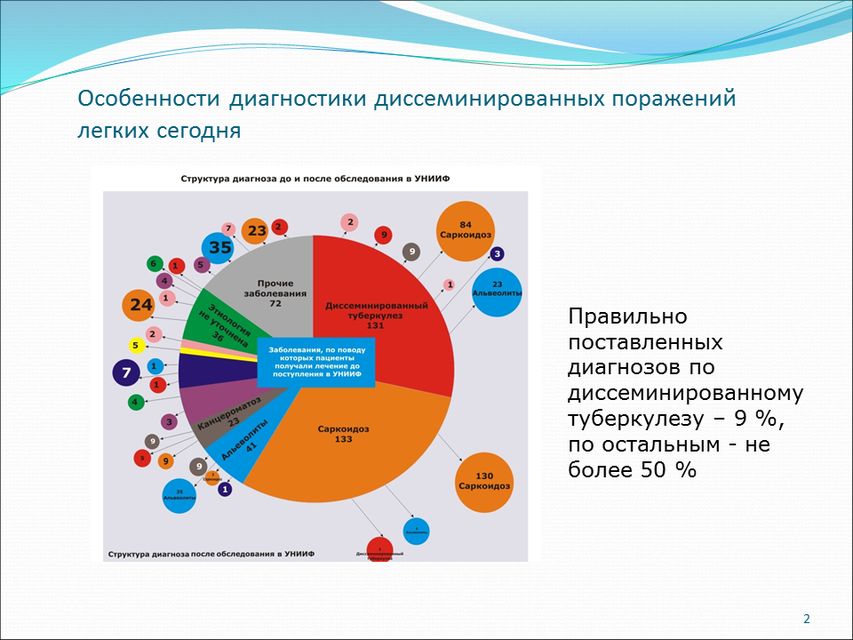 Особенности диагностики диссеминированных поражений
легких сегодня
Структура диагноза до и после обследования в УНИИФ
7
23
2
35
5
6
1
4
1
24
2
5
7
1
1
4
3
9
9
9
1
35
Альвеолиты
2
9
9
84
Саркоидоз
3
1
23
Альвеолиты
130
Саркоидоз
Диссеминированный
туберкулез
Прочие
заболевания
72
Диссеминированный
туберкулез
131
Этиология
не уточнена
36
Заболевания, по поводу
которых пациенты
получали лечение до
поступления в УНИИФ
Канцероматоз
23
Альвеолиты
41
Саркоидоз
133
Структура диагноза после обследования в УНИИФ
Правильно
поставленных
диагнозов по
диссеминированному
туберкулезу – 9 %,
по остальным - не
более 50 %
2